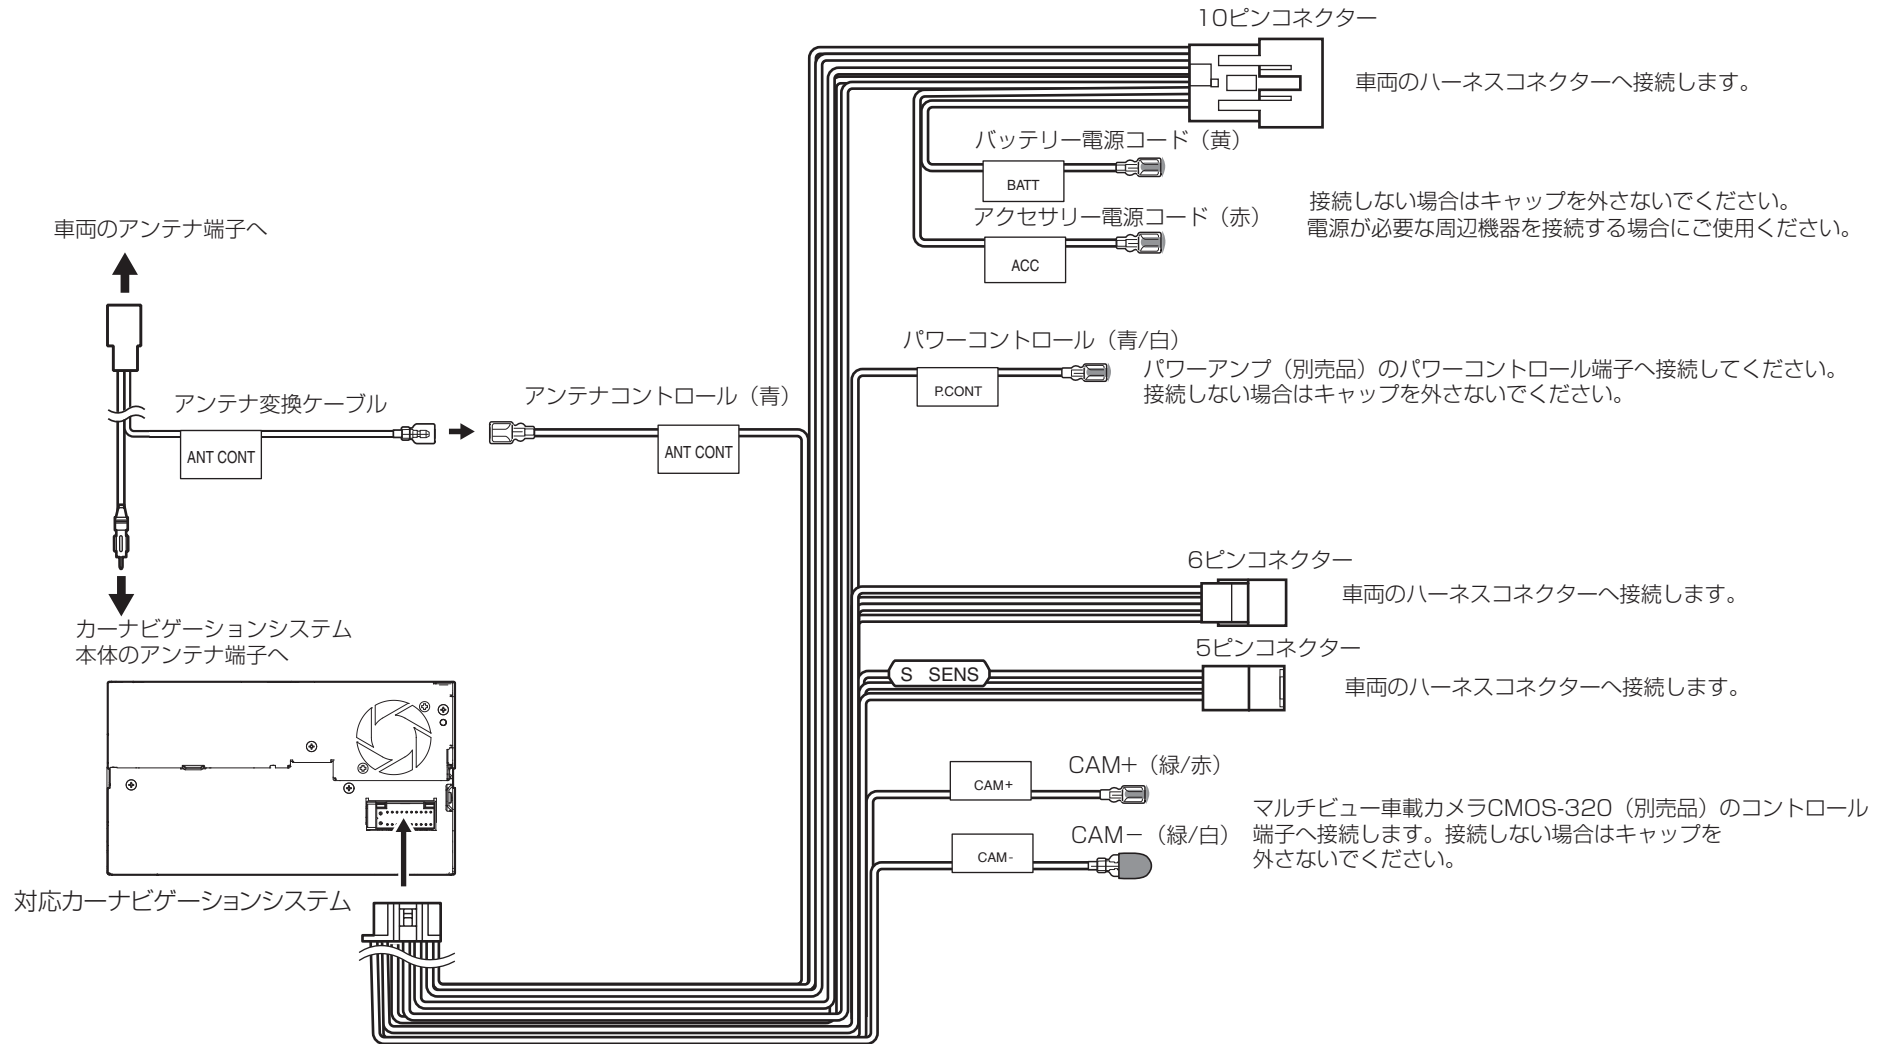 10ピンコネクター
車両のハーネスコネクターへ接続します。
バッテリー電源コード（黄）
BATT
接続しない場合はキャップを外さないでください。
電源が必要な周辺機器を接続する場合にご使用ください。
アクセサリー電源コード（赤）
ACC
車両のアンテナ端子へ
パワーコントロール（青/白）
P.CONT
パワーアンプ（別売品）のパワーコントロール端子へ接続してください。
接続しない場合はキャップを外さないでください。
アンテナ変換ケーブル
ANT CONT
アンテナコントロール（青）
ANT CONT
6ピンコネクター
車両のハーネスコネクターへ接続します。
カーナビゲーションシステム
本体のアンテナ端子へ
5ピンコネクター
S SENS
車両のハーネスコネクターへ接続します。
CAM+（緑/赤）
CAM+
CAM－（緑/白）
CAM-
マルチビュー車載カメラCMOS-320（別売品）のコントロール
端子へ接続します。接続しない場合はキャップを
外さないでください。
対応カーナビゲーションシステム